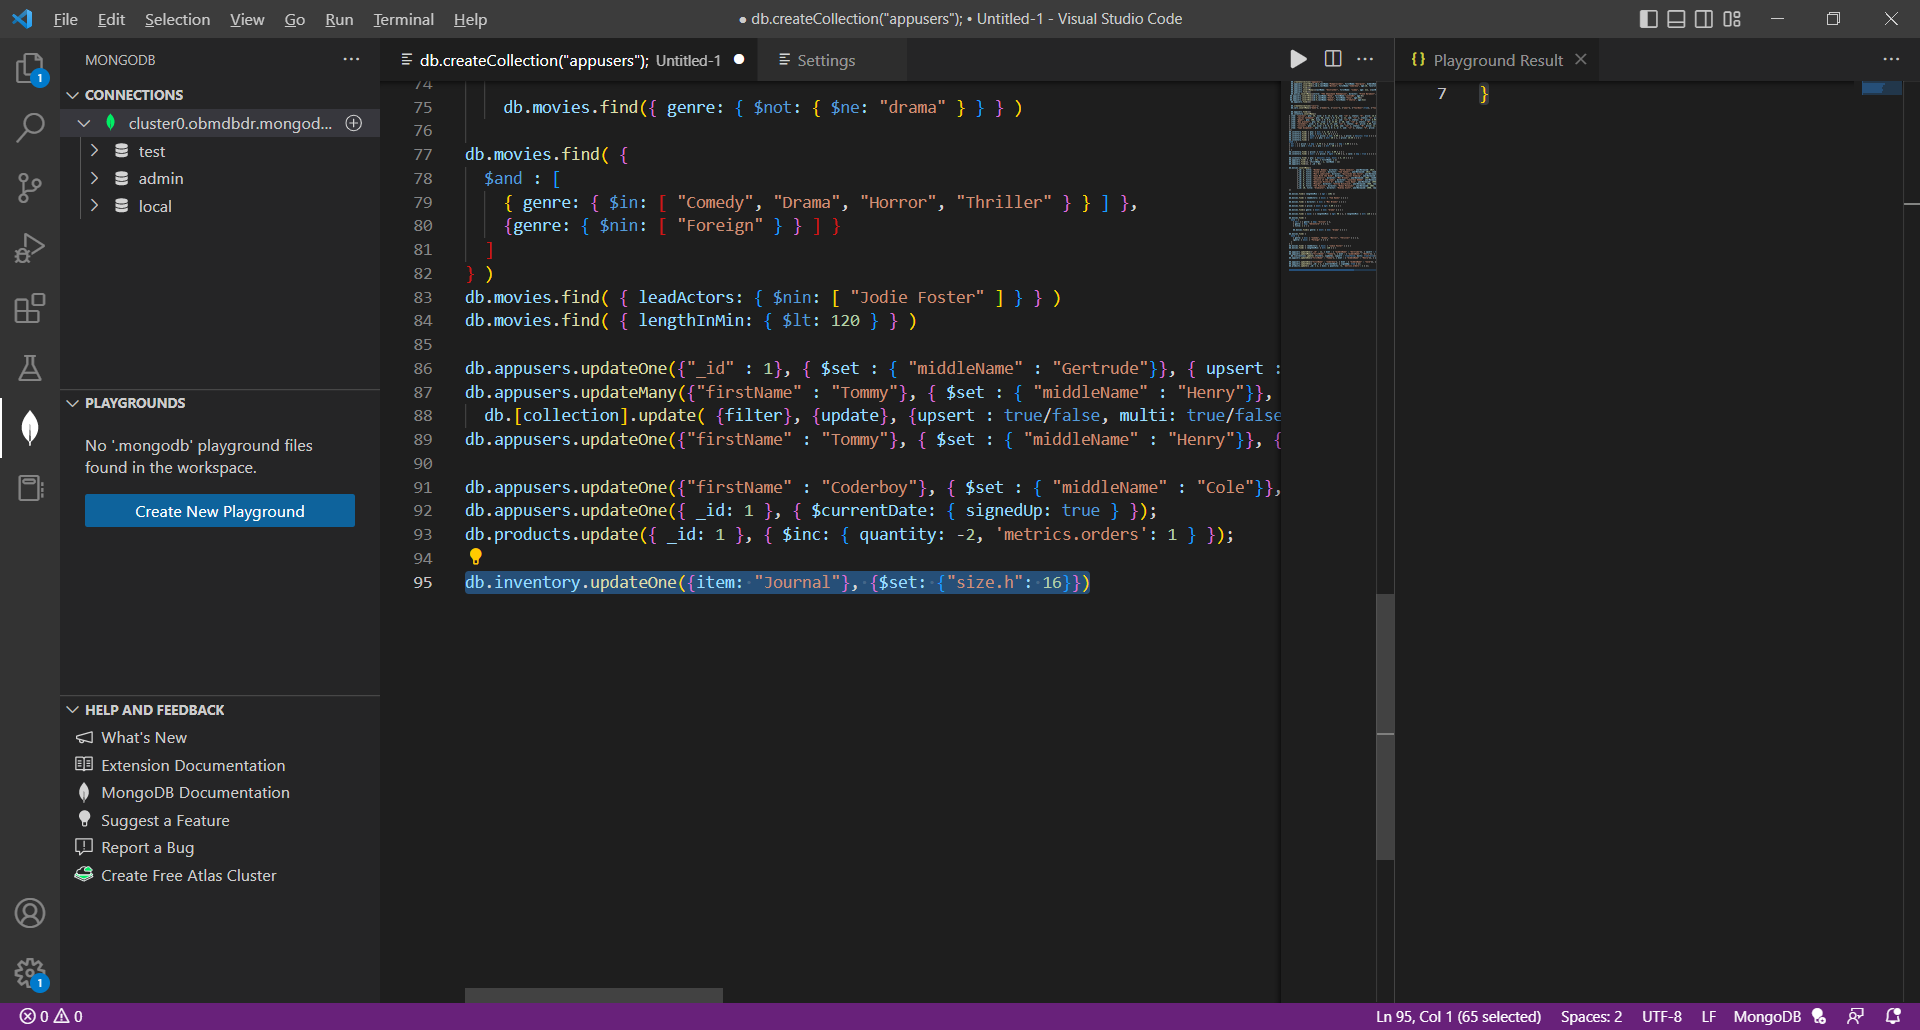 File Edit Selection View Go Run Terminal Help
● db.createCollection("appusers"); • Untitled-1 - Visual Studio Code
MONGODB
CONNECTIONS
cluster0.obmdbdr.mongod...
test
admin
local
PLAYGROUNDS
No '.mongodb' playground files
found in the workspace.
Create New Playground
HELP AND FEEDBACK
What's New
Extension Documentation
MongoDB Documentation
Suggest a Feature
Report a Bug
Create Free Atlas Cluster
1
1
db.createCollection("appusers"); Untitled-1
Settings
74
75 db.movies.find({ genre: { $not: { $ne: "drama" } } } )
76
77 db.movies.find( {
78 $and : [
79 { genre: { $in: [ "Comedy", "Drama", "Horror", "Thriller" } } ] },
80 {genre: { $nin: [ "Foreign" } } ] }
81 ]
82 } )
83 db.movies.find( { leadActors: { $nin: [ "Jodie Foster" ] } } )
84 db.movies.find( { lengthInMin: { $lt: 120 } } )
85
86 db.appusers.updateOne({"_id" : 1}, { $set : { "middleName" : "Gertrude"}}, { upsert :
87 db.appusers.updateMany({"firstName" : "Tommy"}, { $set : { "middleName" : "Henry"}},
88 db.[collection].update( {filter}, {update}, {upsert : true/false, multi: true/false
89 db.appusers.updateOne({"firstName" : "Tommy"}, { $set : { "middleName" : "Henry"}}, {
90
91 db.appusers.updateOne({"firstName" : "Coderboy"}, { $set : { "middleName" : "Cole"}},
92 db.appusers.updateOne({ _id: 1 }, { $currentDate: { signedUp: true } });
93 db.products.update({ _id: 1 }, { $inc: { quantity: -2, 'metrics.orders': 1 } });
94
95 db.inventory.updateOne({item: "Journal"}, {$set: {"size.h": 16}})
{} Playground Result
7 }
0 0
Ln 95, Col 1 (65 selected) Spaces: 2 UTF-8 LF MongoDB